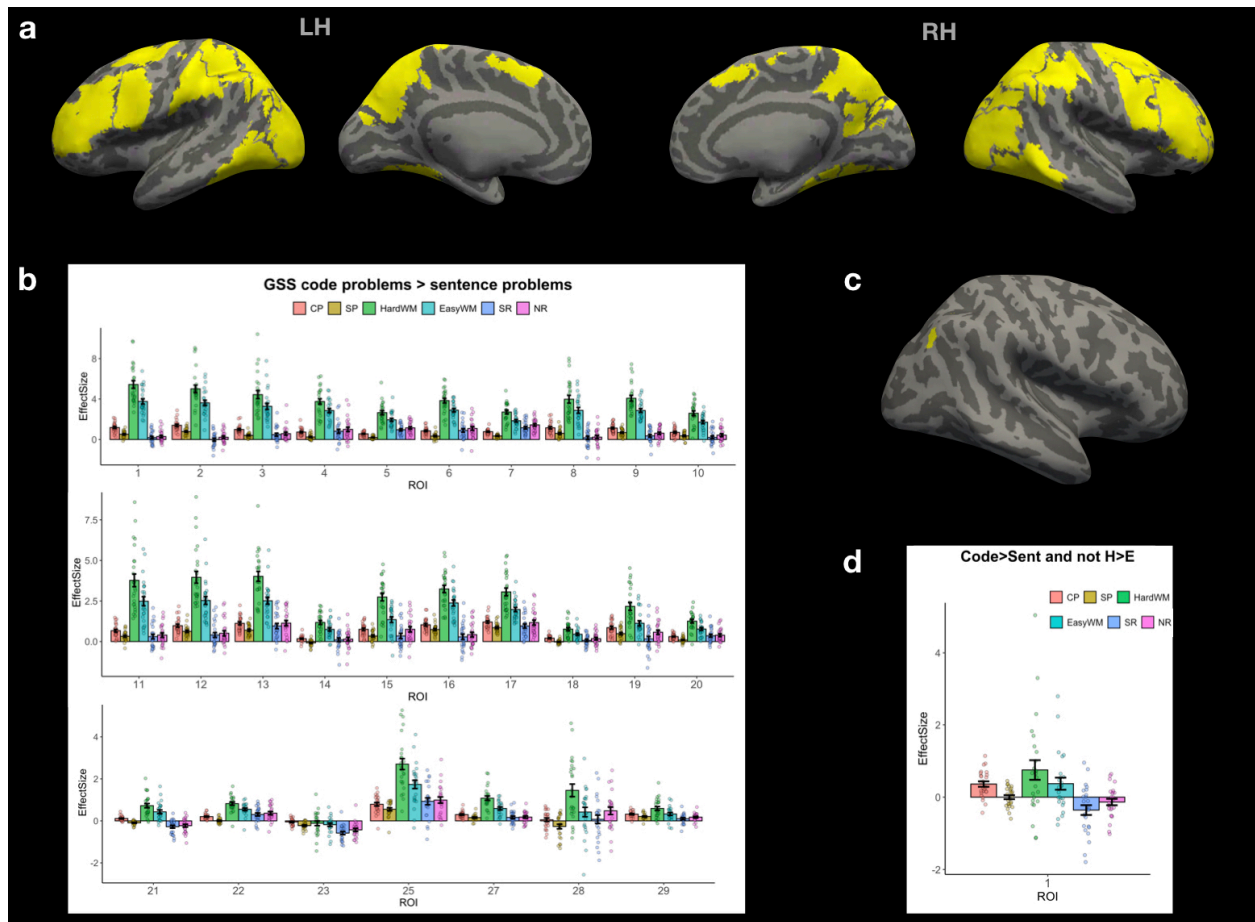 a
LH
RH
b
GSS code problems > sentence problems
CP SP HardWM EasyWM SR NR
EffectSize
8
4
0
1 2 3 4 5 6 7 8 9 10
ROI
EffectSize
7.5
5.0
2.5
0.0
11 12 13 14 15 16 17 18 19 20
ROI
EffectSize
4
2
0
-2
21 22 23 25 27 28 29
ROI
c
d
Code>Sent and not H>E
CP SP HardWM
EasyWM SR NR
EffectSize
4
2
0
-2
1
ROI